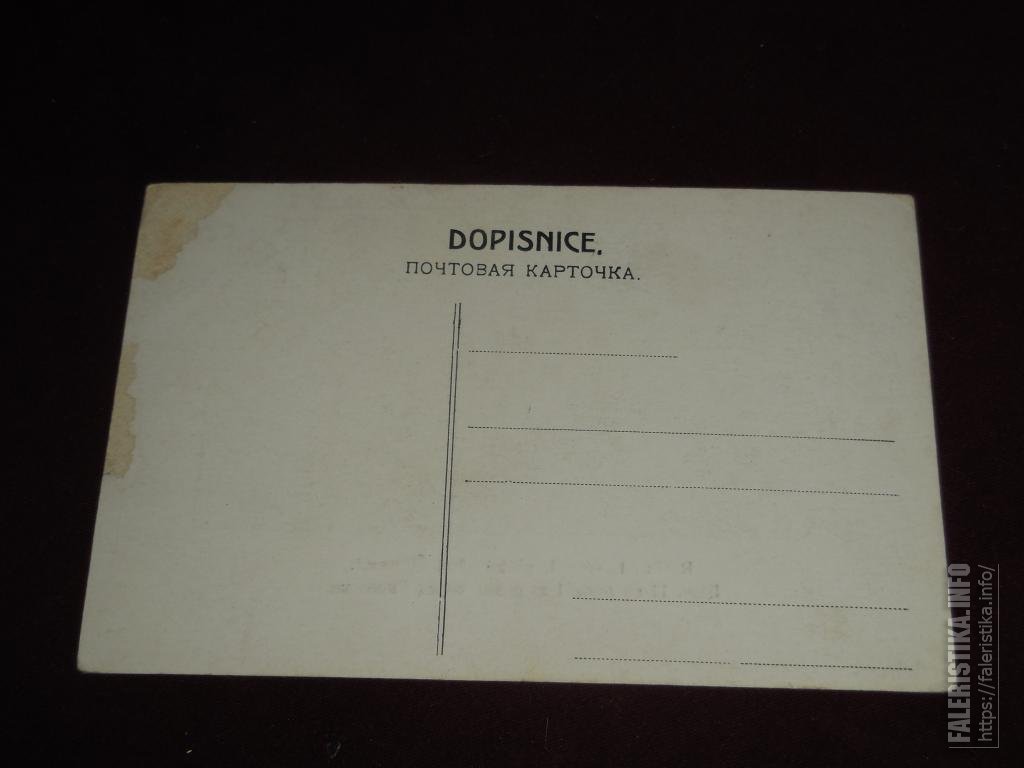 DOPISNICE.
ПОЧТОВАЯ КАРТОЧКА.
FALERISTIKA.INFO
https://faleristika.info/